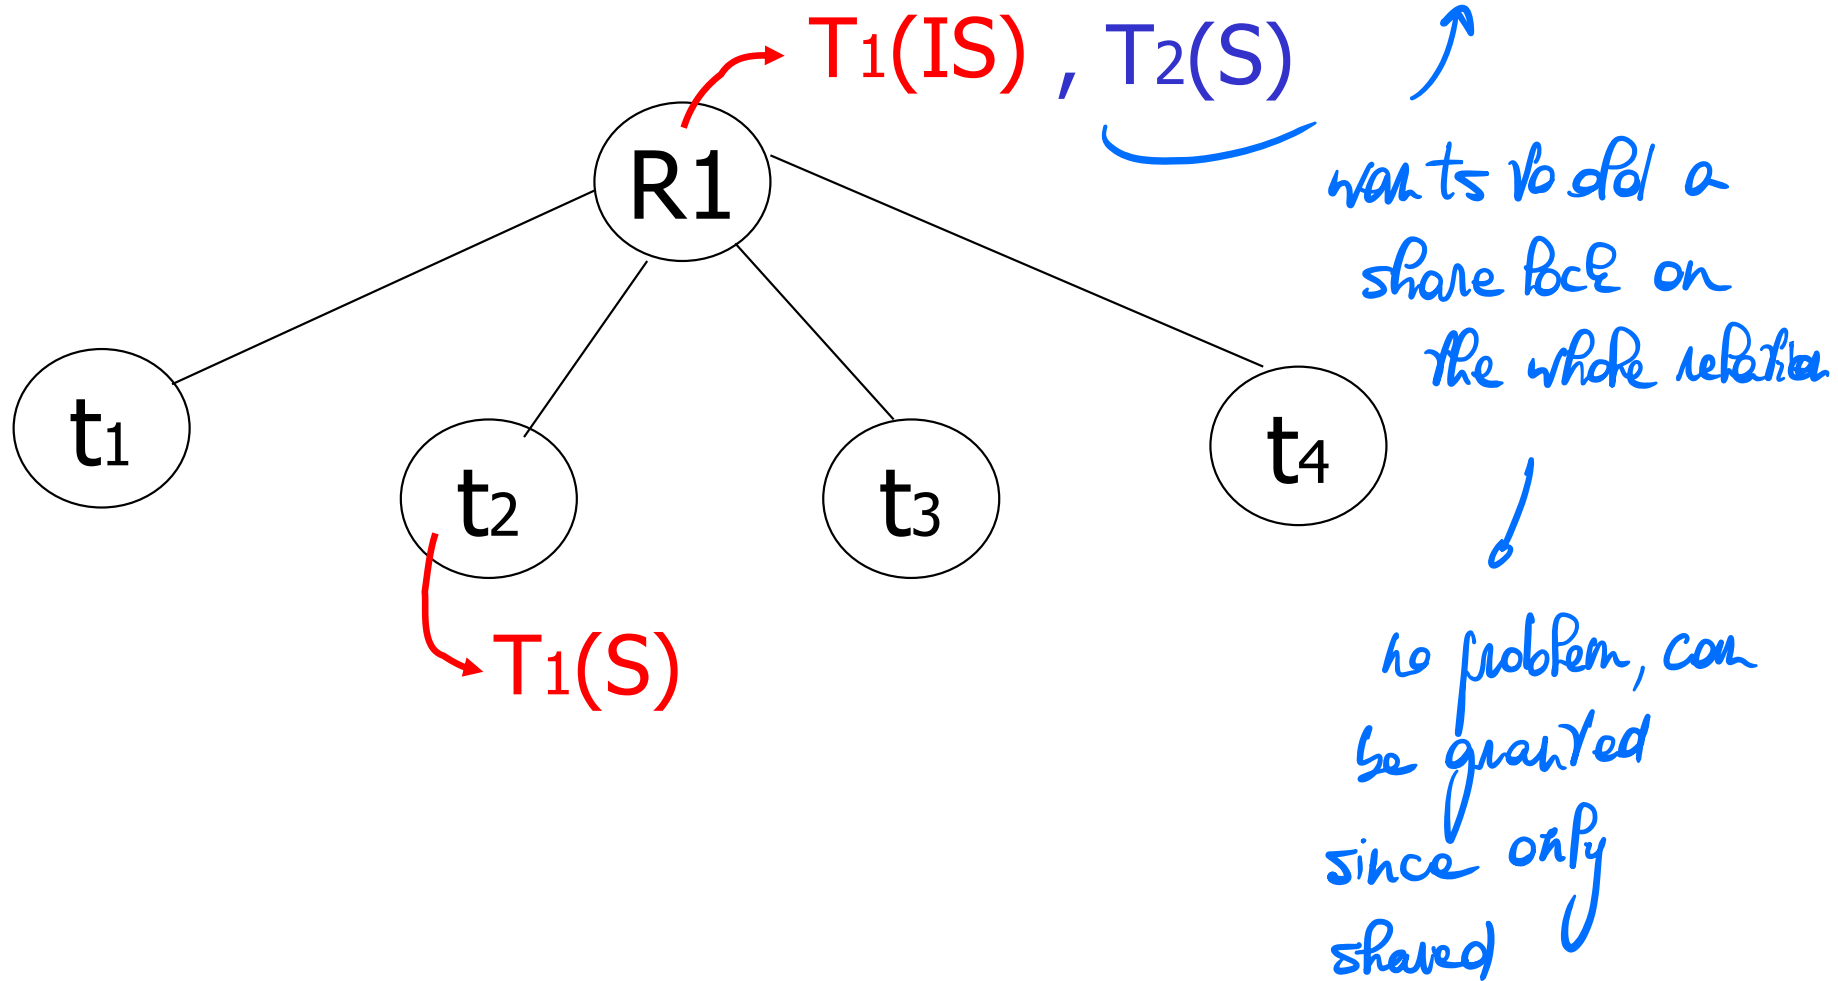 T1(IS) , T2(S)
R1
t1
t2
t3
t4
T1(S)
wants to add a
share lock on
the whole relation
no problem, can
be granted
since only
shared